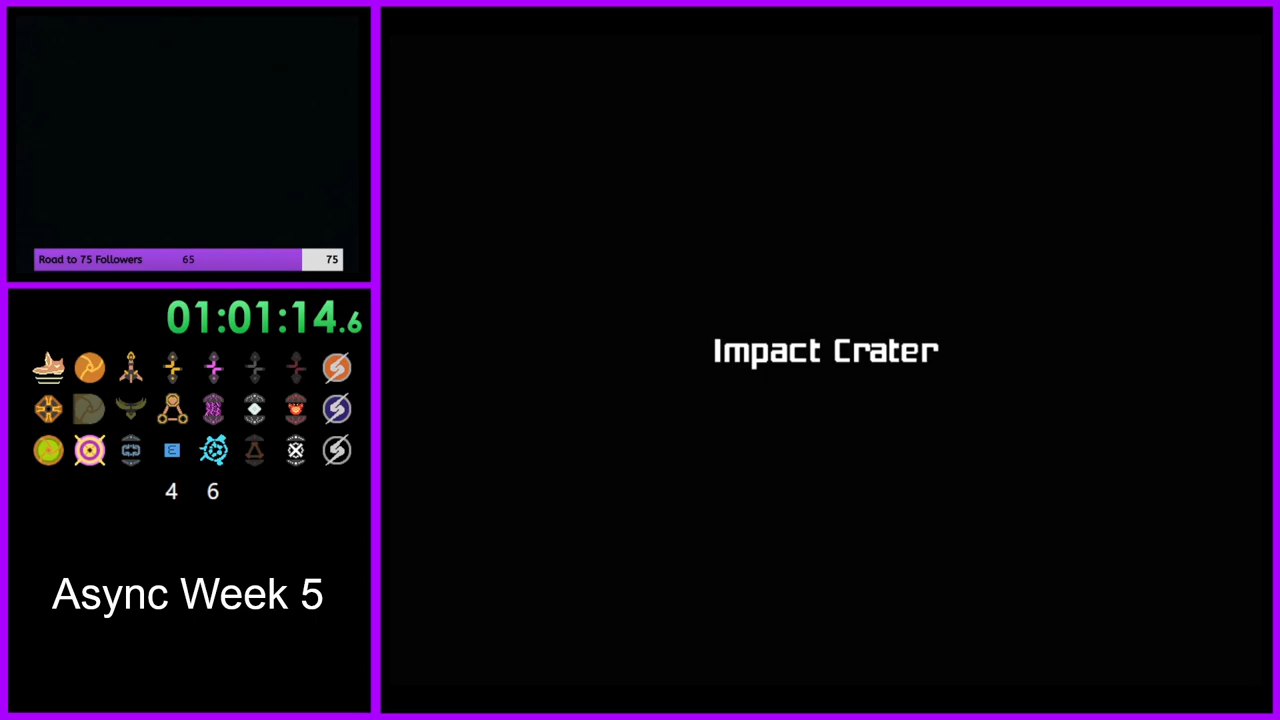 Road to 75 Followers 65 75
01:01:14.6
4 6
Async Week 5
Impact Crater